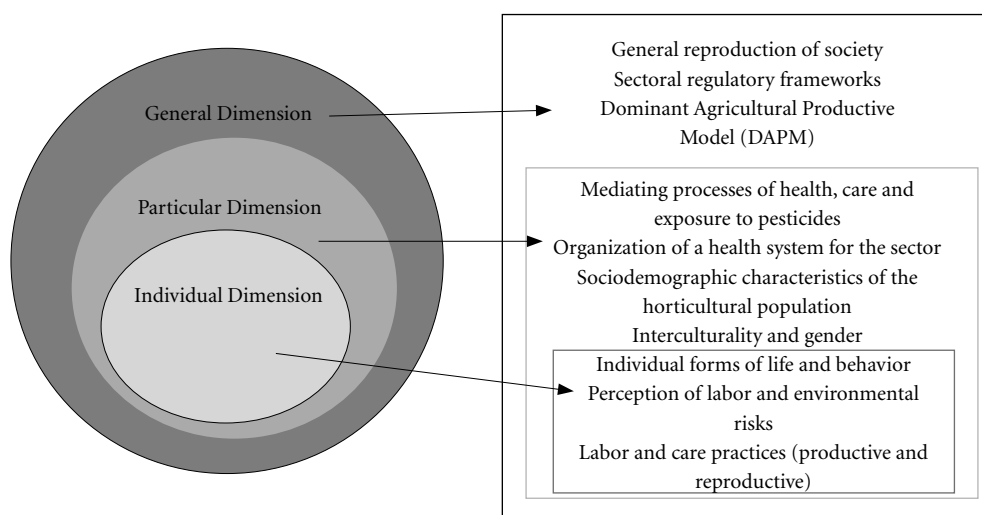 General Dimension
Particular Dimension
Individual Dimension
General reproduction of society
Sectoral regulatory frameworks
Dominant Agricultural Productive
Model (DAPM)
Mediating processes of health, care and
exposure to pesticides
Organization of a health system for the sector
Sociodemographic characteristics of the
horticultural population
Interculturality and gender
Individual forms of life and behavior
Perception of labor and environmental
risks
Labor and care practices (productive and
reproductive)